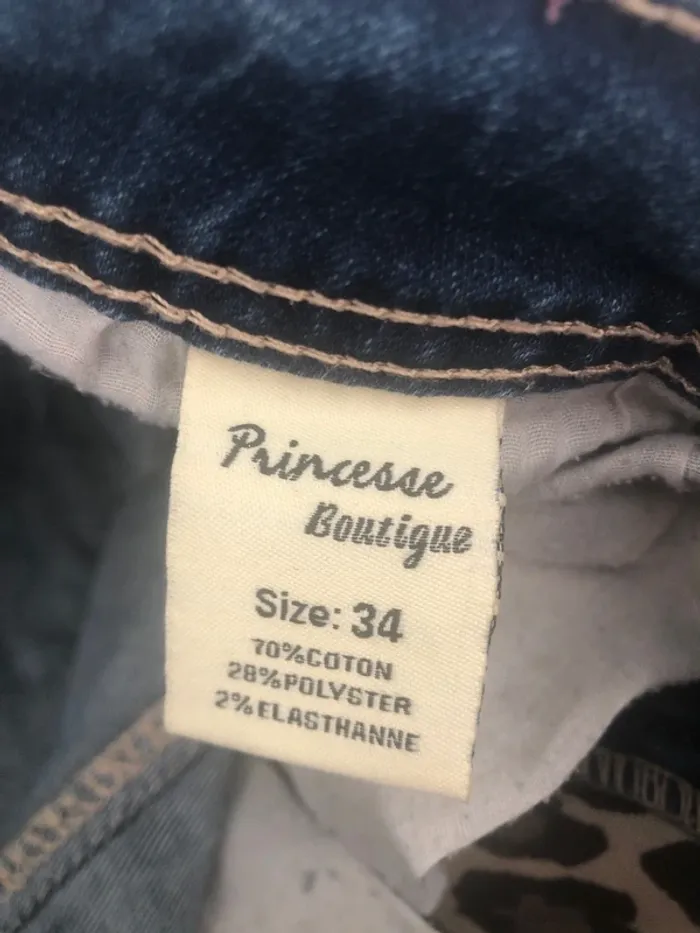 Princesse
Boutique
Size: 34
70%COTON
28%POLYSTER
2%ELASTHANNE